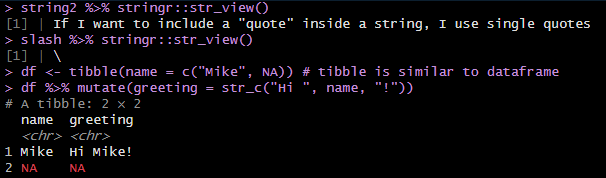 > string2 %>% stringr::str_view()
[1] | If I want to include a "quote" inside a string, I use single quotes
> slash %>% stringr::str_view()
[1] | \
> df <- tibble(name = c("Mike", NA)) # tibble is similar to dataframe
> df %>% mutate(greeting = str_c("Hi ", name, "!"))
# A tibble: 2 × 2
  name  greeting
  <chr> <chr>
1 Mike  Hi Mike!
2 NA    NA